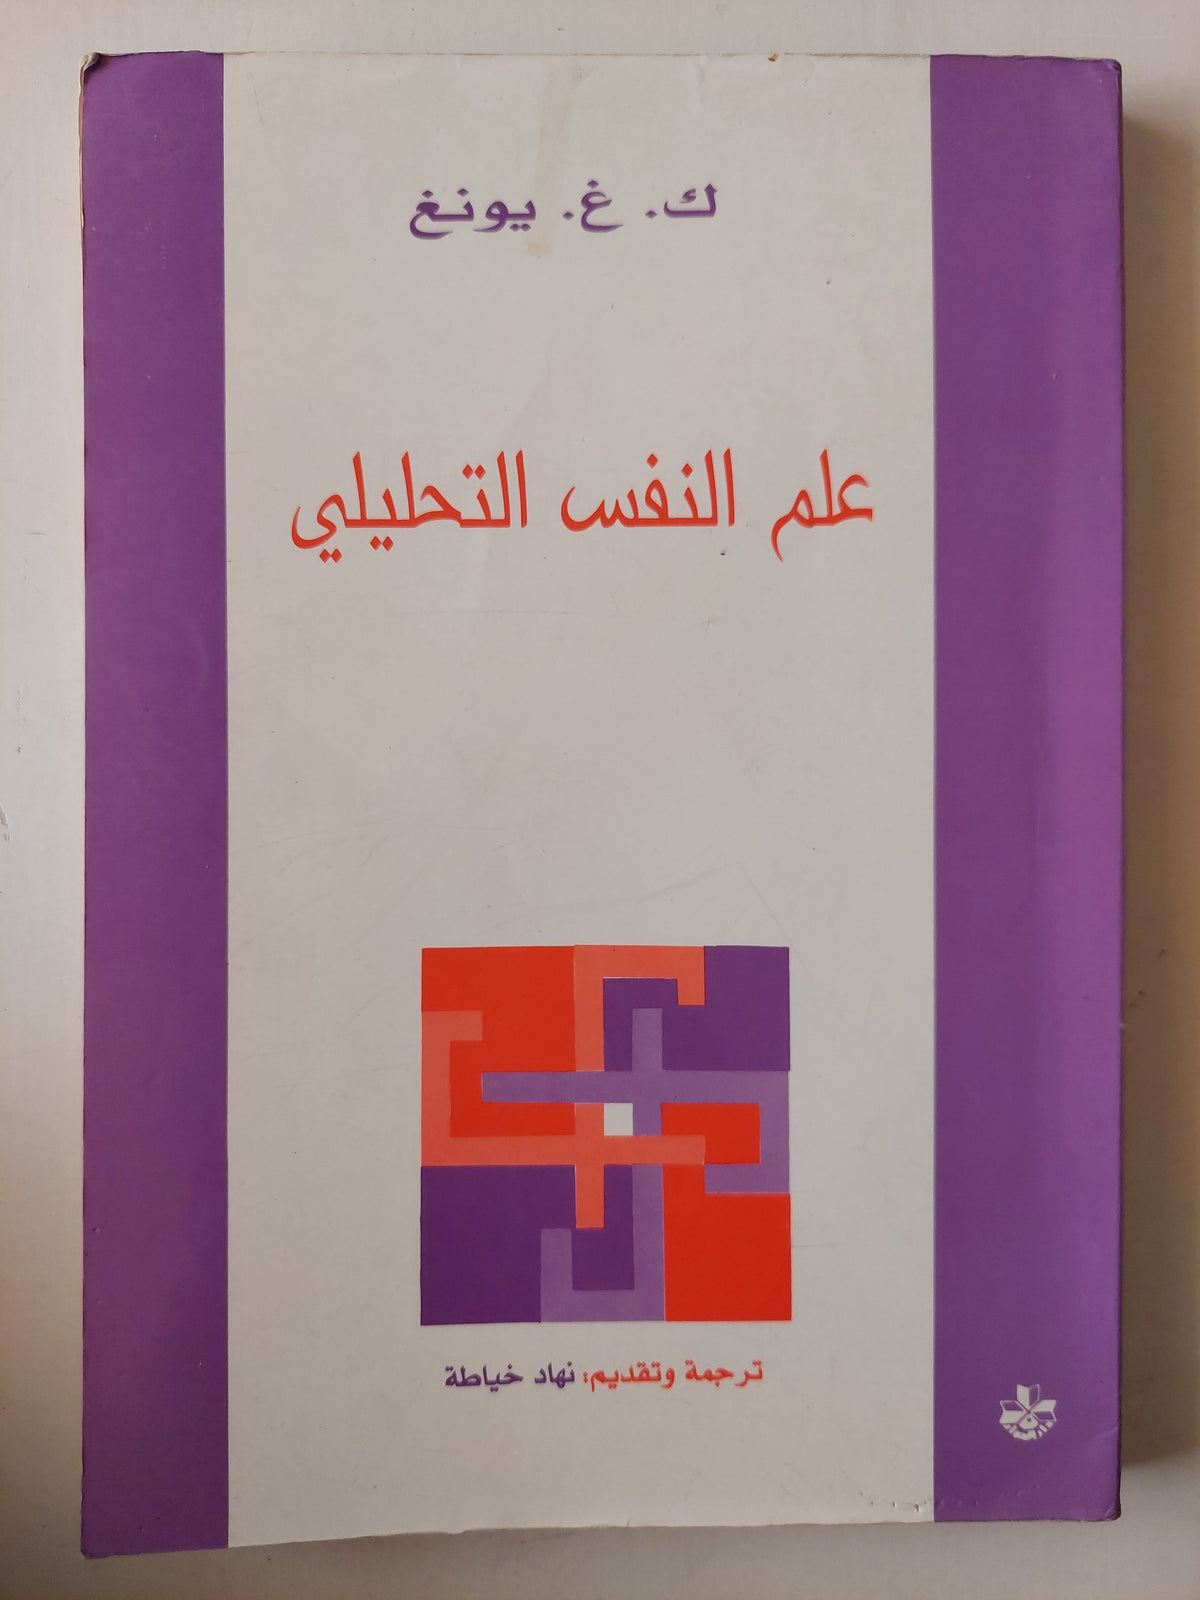 ك. غ. يونغ
علم النفس التحليلي
ترجمة وتقديم: نهاد خياطة